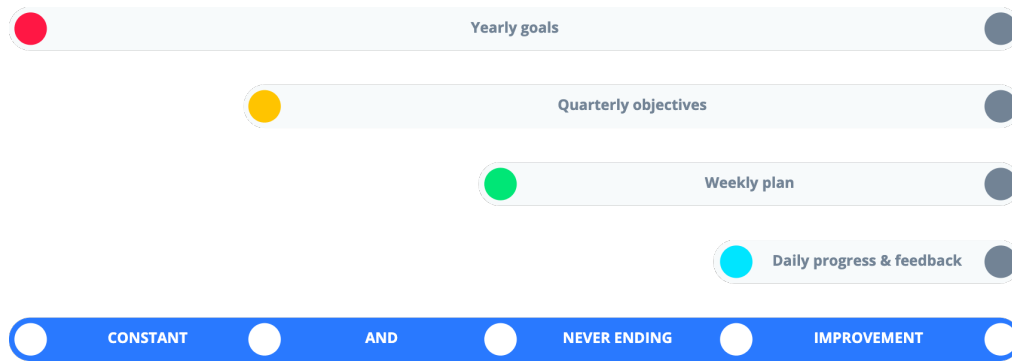 Yearly goals
Quarterly objectives
Weekly plan
Daily progress & feedback
CONSTANT AND NEVER ENDING IMPROVEMENT